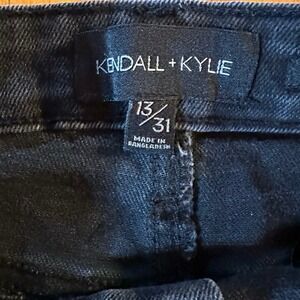 KENDALL + KYLIE
13/31
MADE IN
BANGLADESH